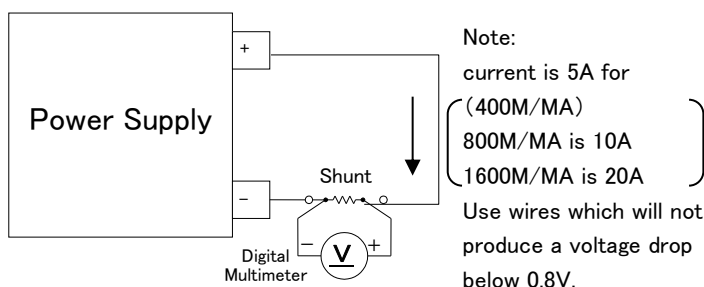 Power Supply
+
-
Shunt
- V +
Digital
Multimeter
Note:
current is 5A for
(400M/MA)
800M/MA is 10A
1600M/MA is 20A
Use wires which will not
produce a voltage drop
below 0.8V.